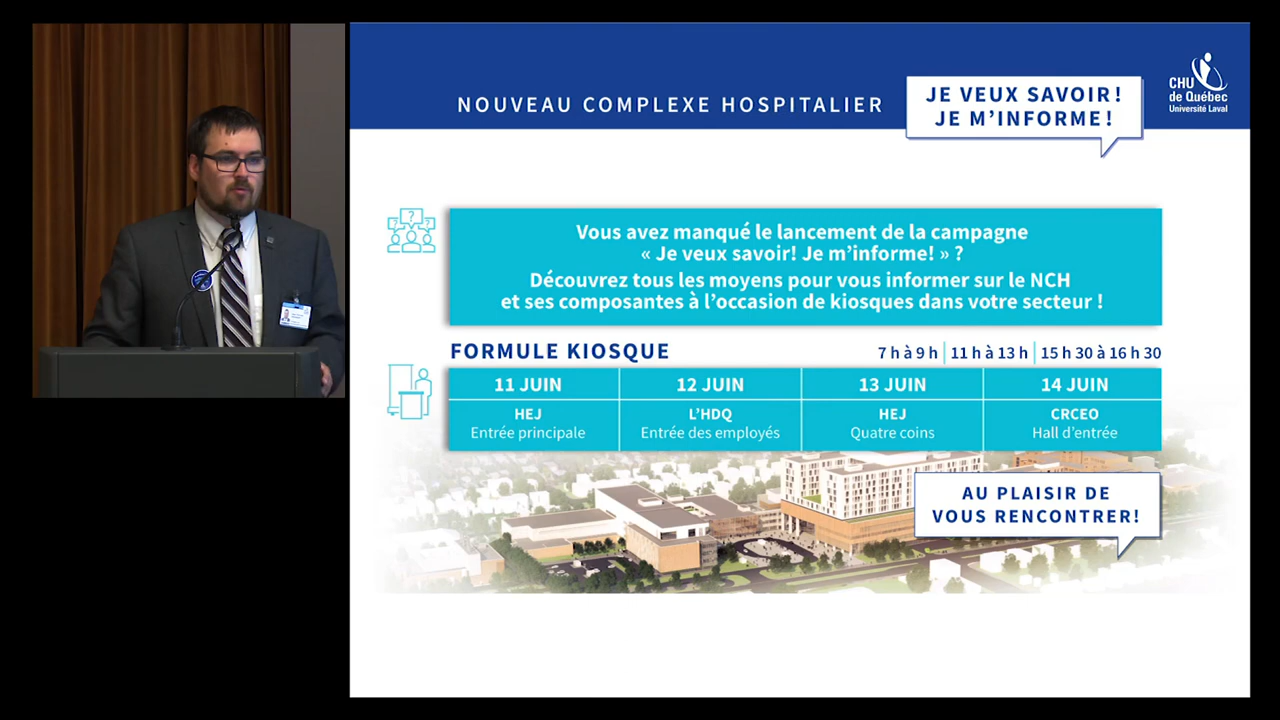 NOUVEAU COMPLEXE HOSPITALIER
JE VEUX SAVOIR!
JE M'INFORME!
CHU
de Québec
Université Laval
Vous avez manqué le lancement de la campagne
« Je veux savoir! Je m'informe! » ?
Découvrez tous les moyens pour vous informer sur le NCH
et ses composantes à l'occasion de kiosques dans votre secteur !
FORMULE KIOSQUE
7 h à 9 h | 11 h à 13 h | 15 h 30 à 16 h 30
11 JUIN
12 JUIN
13 JUIN
14 JUIN
HEJ
L'HDQ
HEJ
CRCEO
Entrée principale
Entrée des employés
Quatre coins
Hall d'entrée
AU PLAISIR DE
VOUS RENCONTRER!